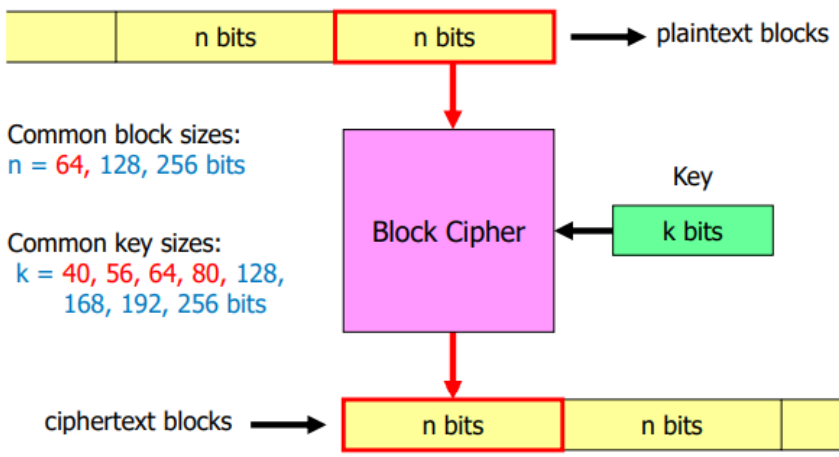 n bits
n bits
plaintext blocks
Common block sizes:
n = 64, 128, 256 bits
Key
Block Cipher
k bits
Common key sizes:
k = 40, 56, 64, 80, 128,
168, 192, 256 bits
ciphertext blocks
n bits
n bits